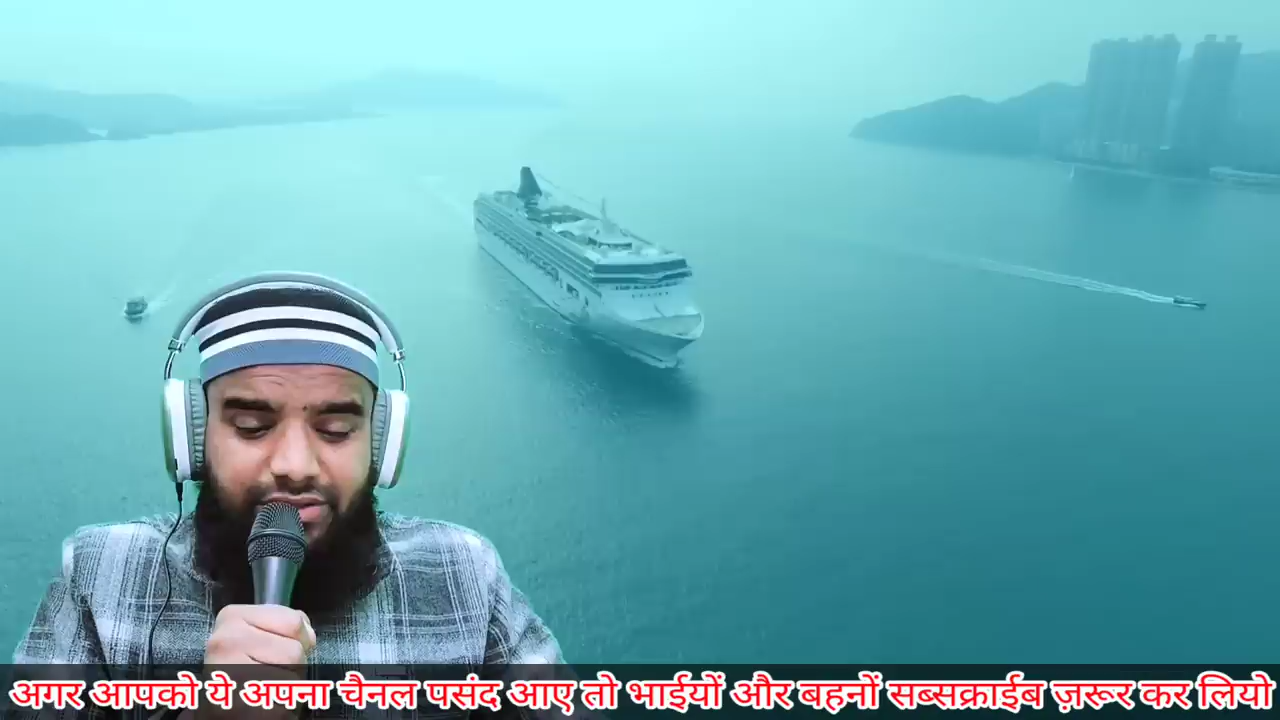 अगर आपको ये अपना चैनल पसंद आए तो भाईयों और बहनों सब्सक्राईब ज़रूर कर लियो